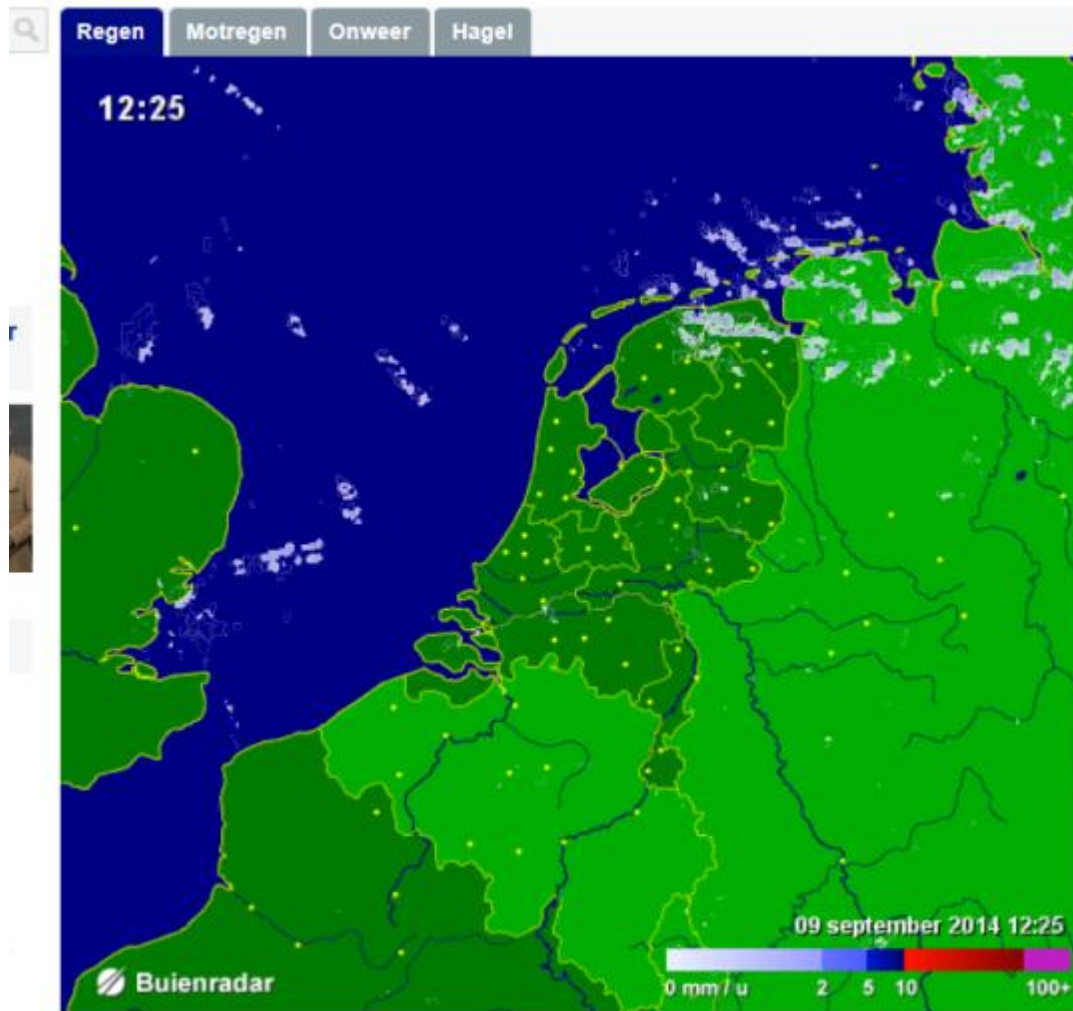 Regen Motregen Onweer Hagel
12:25
r
09 september 2014 12:25
0 mm / u 2 5 10 100+
Buienradar